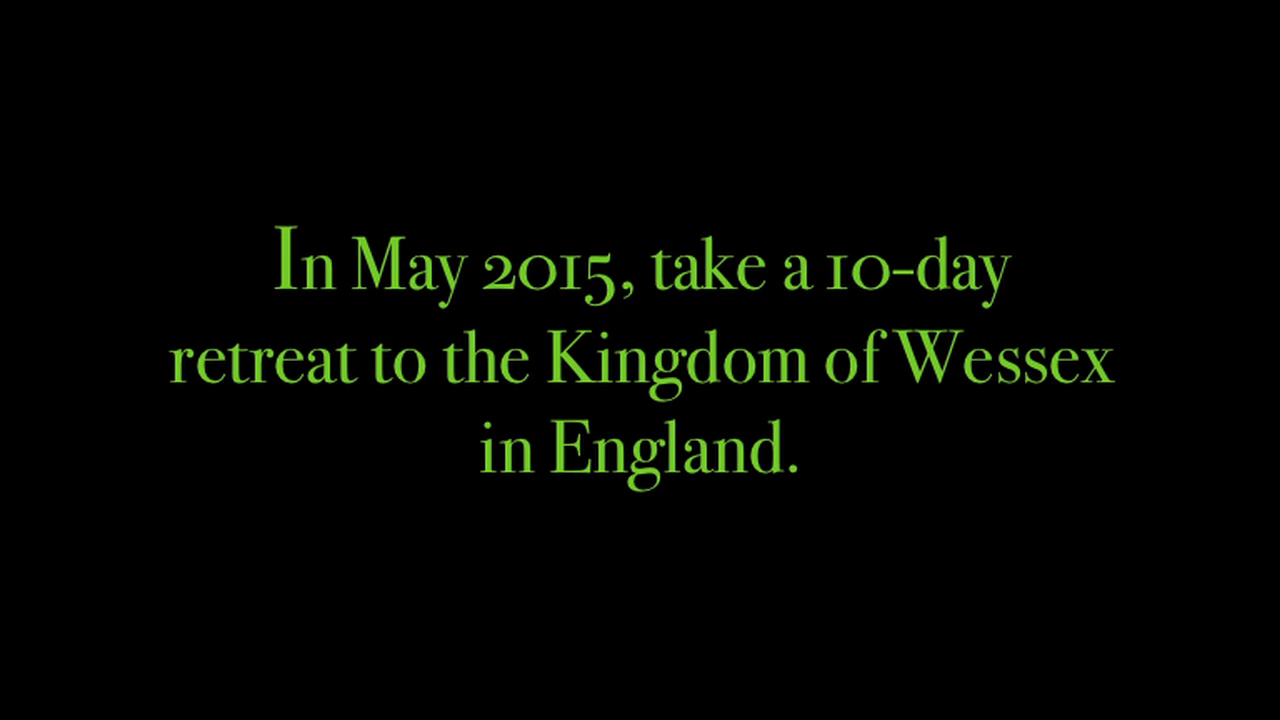 In May 2015, take a 10-day
retreat to the Kingdom of Wessex
in England.